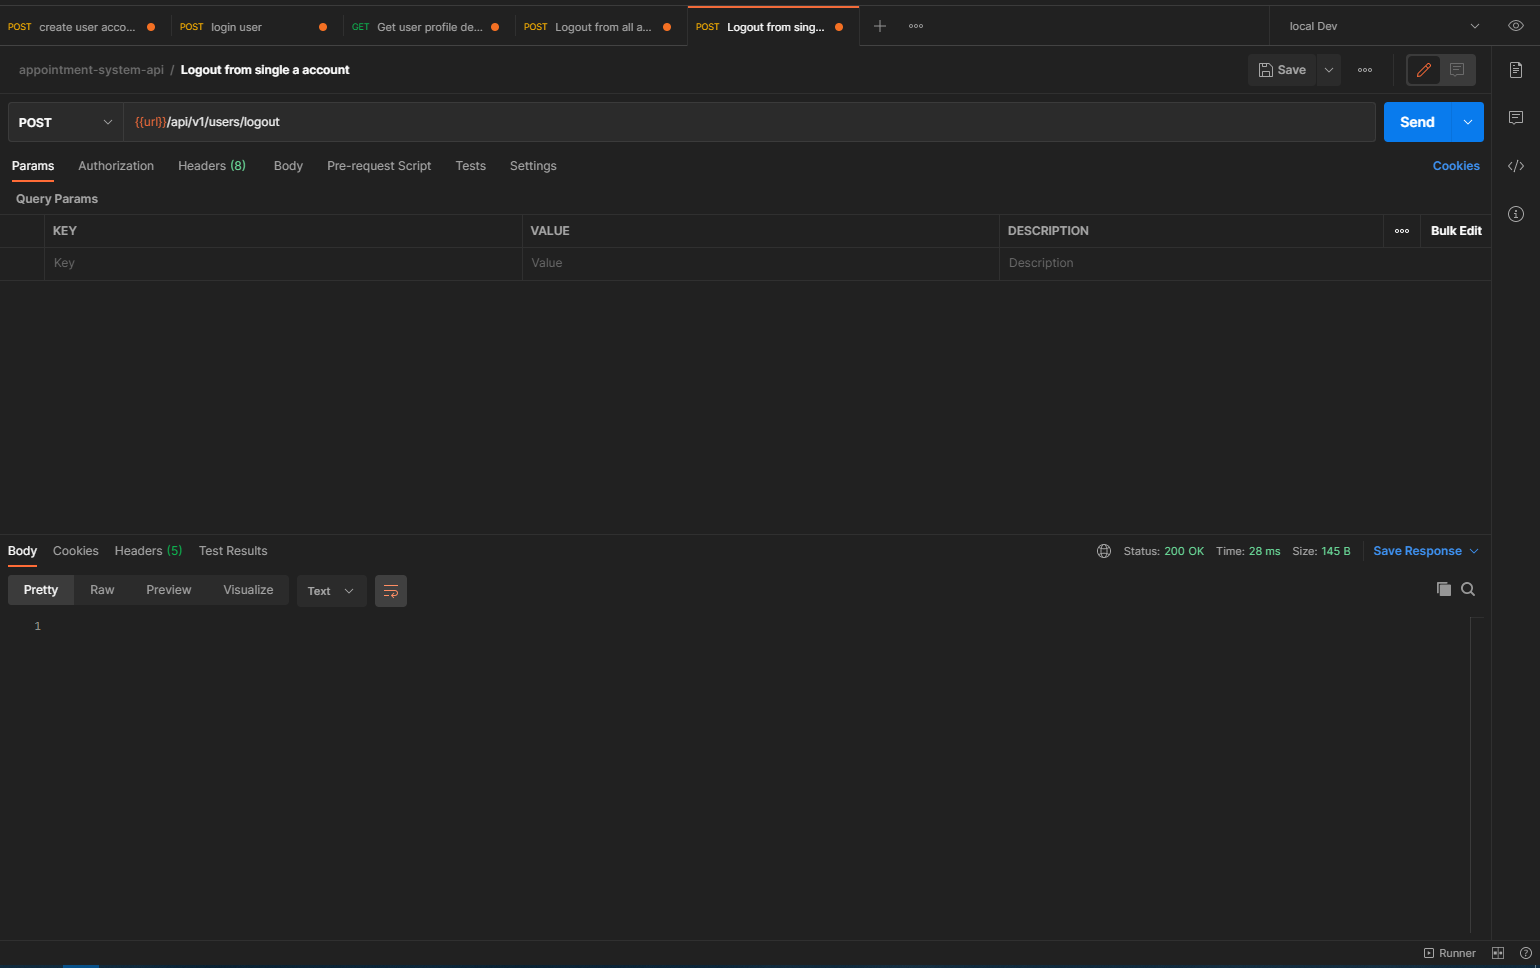 POST create user acco... POST login user GET Get user profile de... POST Logout from all a... POST Logout from sing... local Dev
appointment-system-api / Logout from single a account Save
POST {{url}}/api/v1/users/logout Send
Params Authorization Headers (8) Body Pre-request Script Tests Settings Cookies
Query Params
KEY VALUE DESCRIPTION Bulk Edit
Key Value Description
Body Cookies Headers (5) Test Results Status: 200 OK Time: 28 ms Size: 145 B Save Response
Pretty Raw Preview Visualize Text
1
Runner